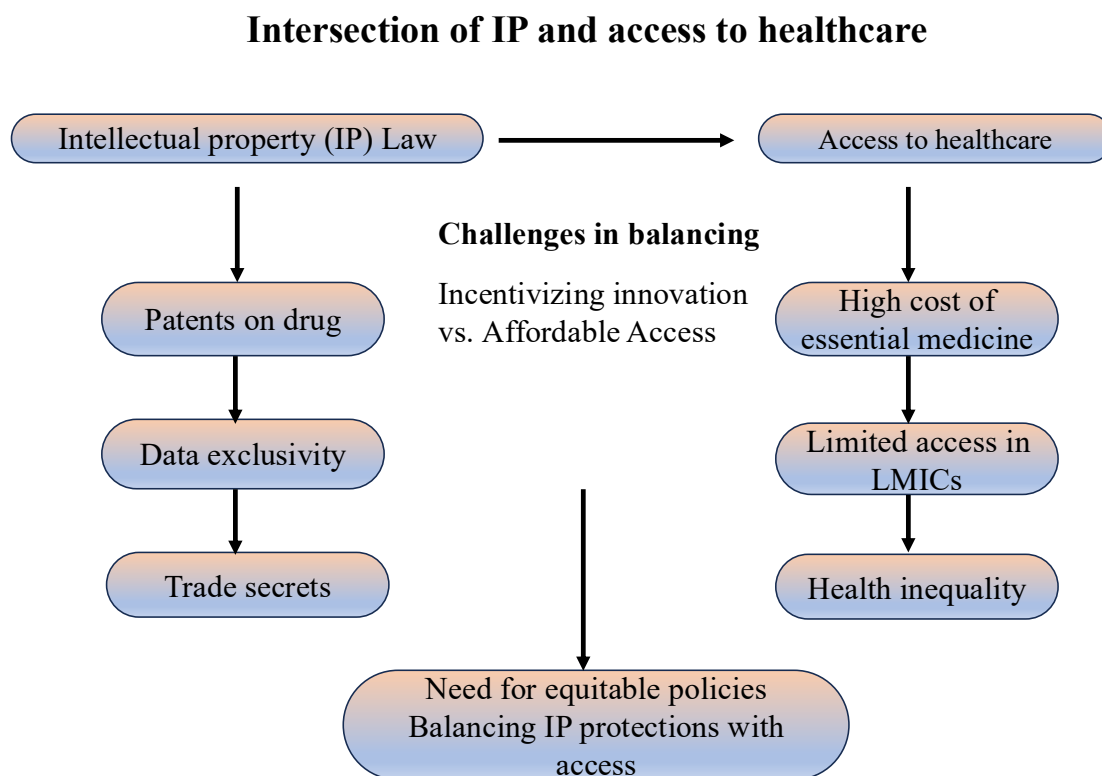 Intersection of IP and access to healthcare
Intellectual property (IP) Law
Access to healthcare
Challenges in balancing
Incentivizing innovation
vs. Affordable Access
Patents on drug
Data exclusivity
Trade secrets
High cost of
essential medicine
Limited access in
LMICs
Health inequality
Need for equitable policies
Balancing IP protections with
access